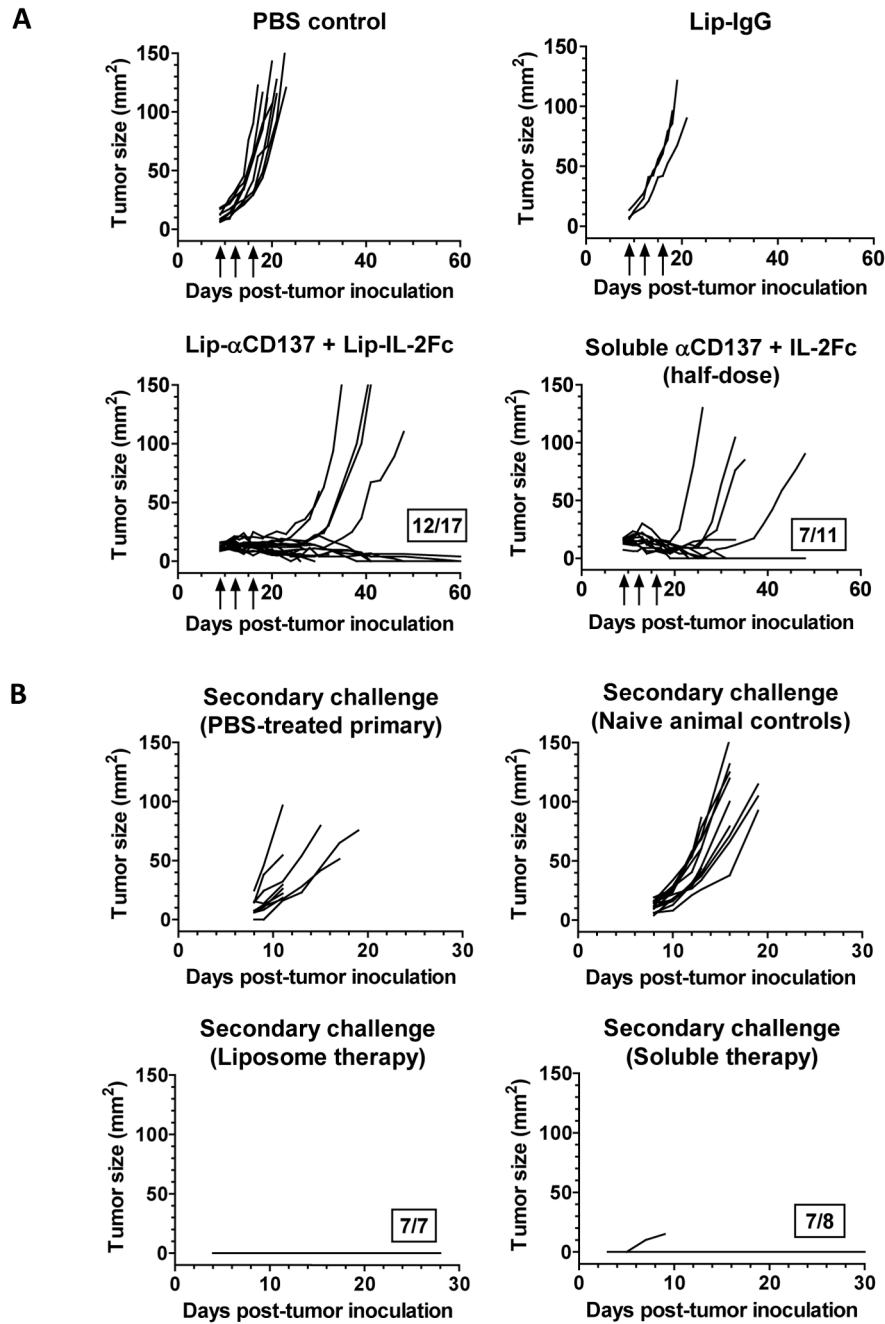 A
PBS control
Tumor size (mm²)
150
100
50
0
0 20 40 60
Days post-tumor inoculation
Lip-IgG
Tumor size (mm²)
150
100
50
0
0 20 40 60
Days post-tumor inoculation
Lip-αCD137 + Lip-IL-2Fc
Tumor size (mm²)
150
100
50
0
12/17
0 20 40 60
Days post-tumor inoculation
Soluble αCD137 + IL-2Fc
(half-dose)
Tumor size (mm²)
150
100
50
0
7/11
0 20 40 60
Days post-tumor inoculation
B
Secondary challenge
(PBS-treated primary)
Tumor size (mm²)
150
100
50
0
0 10 20 30
Days post-tumor inoculation
Secondary challenge
(Naive animal controls)
Tumor size (mm²)
150
100
50
0
0 10 20 30
Days post-tumor inoculation
Secondary challenge
(Liposome therapy)
Tumor size (mm²)
150
100
50
0
7/7
0 10 20 30
Days post-tumor inoculation
Secondary challenge
(Soluble therapy)
Tumor size (mm²)
150
100
50
0
7/8
0 10 20 30
Days post-tumor inoculation